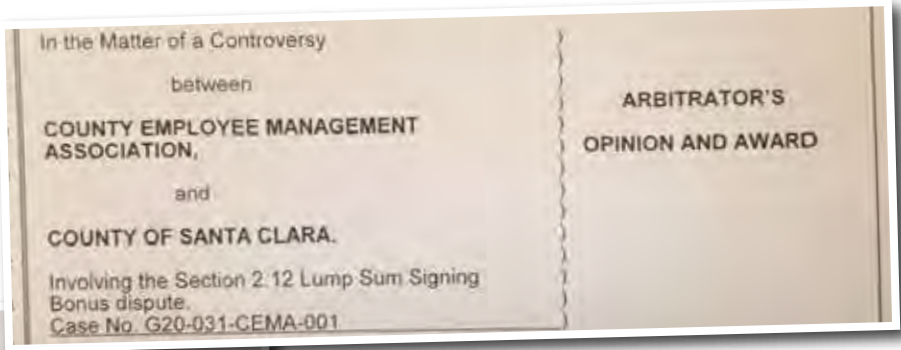 In the Matter of a Controversy
between
COUNTY EMPLOYEE MANAGEMENT
ASSOCIATION,
and
COUNTY OF SANTA CLARA.
Involving the Section 2.12 Lump Sum Signing
Bonus dispute.
Case No. G20-031-CEMA-001
ARBITRATOR'S
OPINION AND AWARD